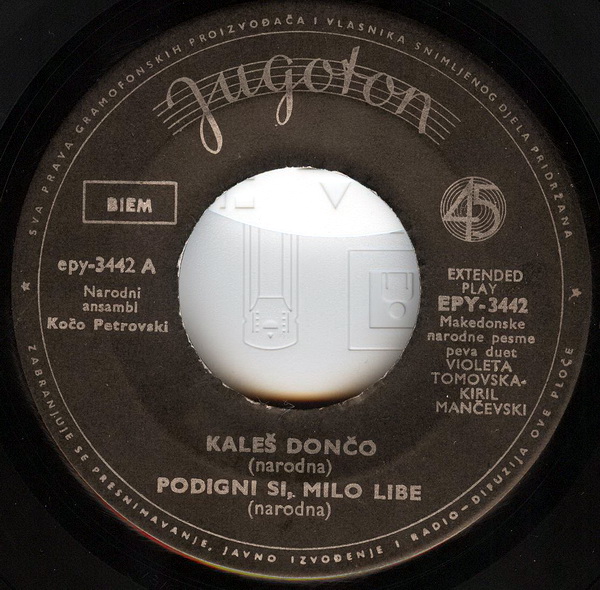 SVA PRAVA GRAMOFONSKIH PROIZVOĐAČA I VLASNIKA SNIMLJENOG DJELA PRIDRŽANA
Jugoton
BIEM
45
epy-3442 A
Narodni
ansambl
Kočo Petrovski
EXTENDED
PLAY
EPY-3442
Makedonske
narodne pesme
peva duet
VIOLETA
TOMOVSKA-
KIRIL
MANČEVSKI
KALEŠ DONČO
(narodna)
PODIGNI SI, MILO LIBE
(narodna)
ZABRANJUJE SE PRESNIMAVANJE, JAVNO IZVOĐENJE I RADIO-DIFUZIJA OVE PLOČE